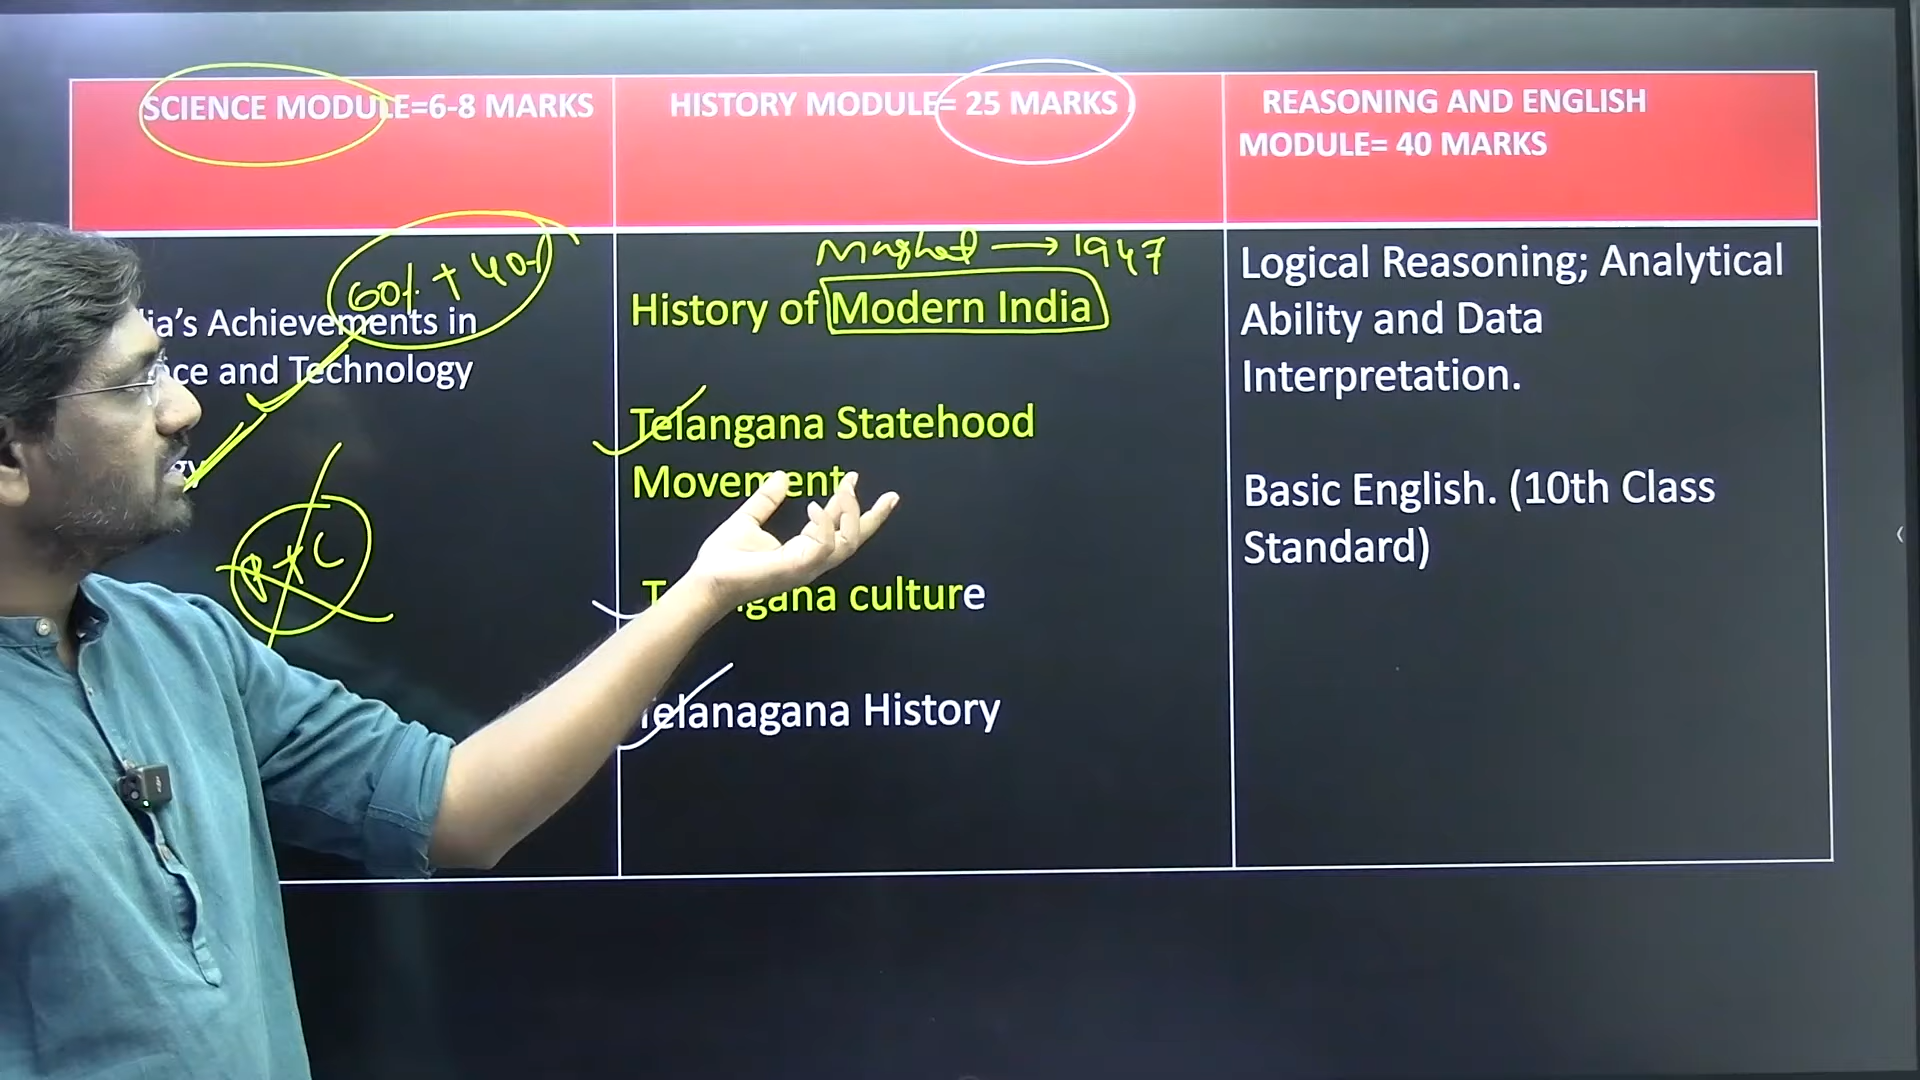 SCIENCE MODULE=6-8 MARKS
ia's Achievements in
ce and Technology
gy
60% + 40%
P + C
HISTORY MODULE= 25 MARKS
Mughal → 1947
History of Modern India
Telangana Statehood
Movement
gana culture
Telanagana History
REASONING AND ENGLISH
MODULE= 40 MARKS
Logical Reasoning; Analytical
Ability and Data
Interpretation.
Basic English. (10th Class
Standard)